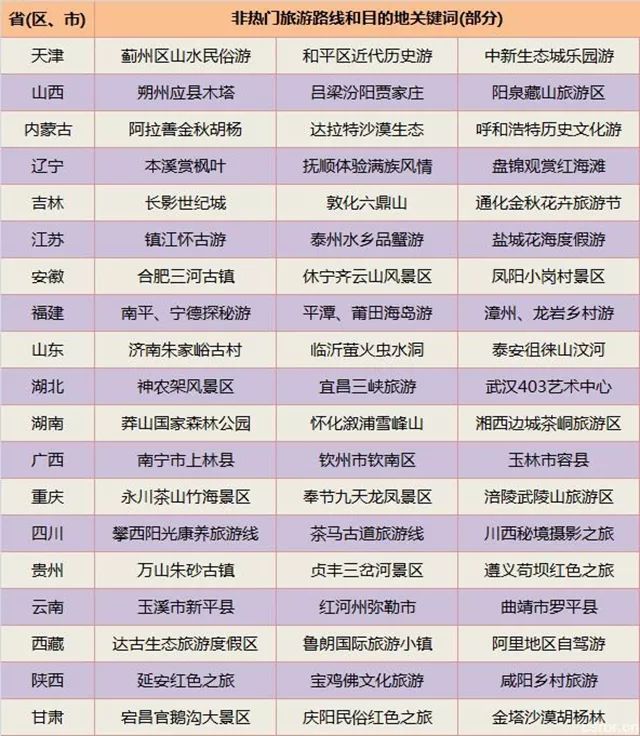 省(区、市) 非热门旅游路线和目的地关键词(部分)
天津 蓟州区山水民俗游 和平区近代历史游 中新生态城乐园游
山西 朔州应县木塔 吕梁汾阳贾家庄 阳泉藏山旅游区
内蒙古 阿拉善金秋胡杨 达拉特沙漠生态 呼和浩特历史文化游
辽宁 本溪赏枫叶 抚顺体验满族风情 盘锦观赏红海滩
吉林 长影世纪城 敦化六鼎山 通化金秋花卉旅游节
江苏 镇江怀古游 泰州水乡品蟹游 盐城花海度假游
安徽 合肥三河古镇 休宁齐云山风景区 凤阳小岗村景区
福建 南平、宁德探秘游 平潭、莆田海岛游 漳州、龙岩乡村游
山东 济南朱家峪古村 临沂萤火虫水洞 泰安徂徕山汶河
湖北 神农架风景区 宜昌三峡旅游 武汉403艺术中心
湖南 莽山国家森林公园 怀化溆浦雪峰山 湘西边城茶峒旅游区
广西 南宁市上林县 钦州市钦南区 玉林市容县
重庆 永川茶山竹海景区 奉节九天龙凤景区 涪陵武陵山旅游区
四川 攀西阳光康养旅游线 茶马古道旅游线 川西秘境摄影之旅
贵州 万山朱砂古镇 贞丰三岔河景区 遵义苟坝红色之旅
云南 玉溪市新平县 红河州弥勒市 曲靖市罗平县
西藏 达古生态旅游度假区 鲁朗国际旅游小镇 阿里地区自驾游
陕西 延安红色之旅 宝鸡佛文化旅游 咸阳乡村旅游
甘肃 宕昌官鹅沟大景区 庆阳民俗红色之旅 金塔沙漠胡杨林